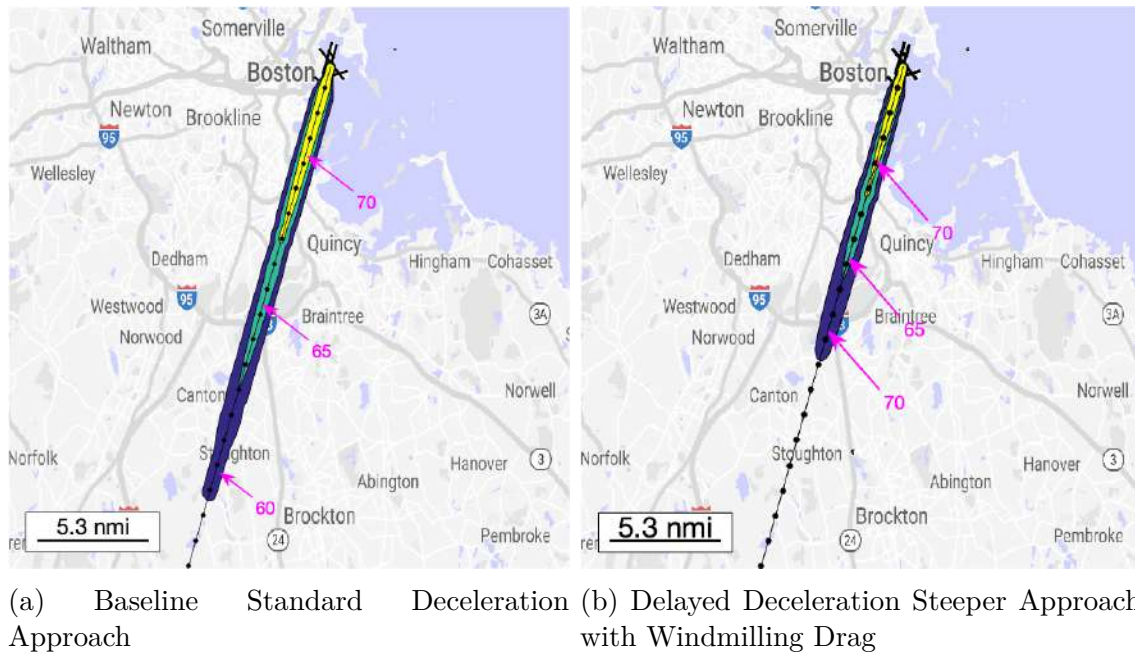 Somerville
Waltham
Boston
Newton
Brookline
95
Wellesley
70
Quincy
Dedham
Hingham
Cohasset
95
Westwood
Braintree
3A
Norwood
65
Canton
Norwell
Stoughton
Norfolk
Hanover
3
Abington
60
Brockton
5.3 nmi
24
Pembroke
Somerville
Waltham
Boston
Newton
Brookline
95
Wellesley
70
Quincy
Dedham
Hingham
Cohasset
95
Westwood
Braintree
3A
65
Norwood
Canton
70
Norwell
Stoughton
Norfolk
Hanover
3
Abington
Brockton
5.3 nmi
24
Pembroke
(a) Baseline Standard Deceleration
Approach
(b) Delayed Deceleration Steeper Approach
with Windmilling Drag